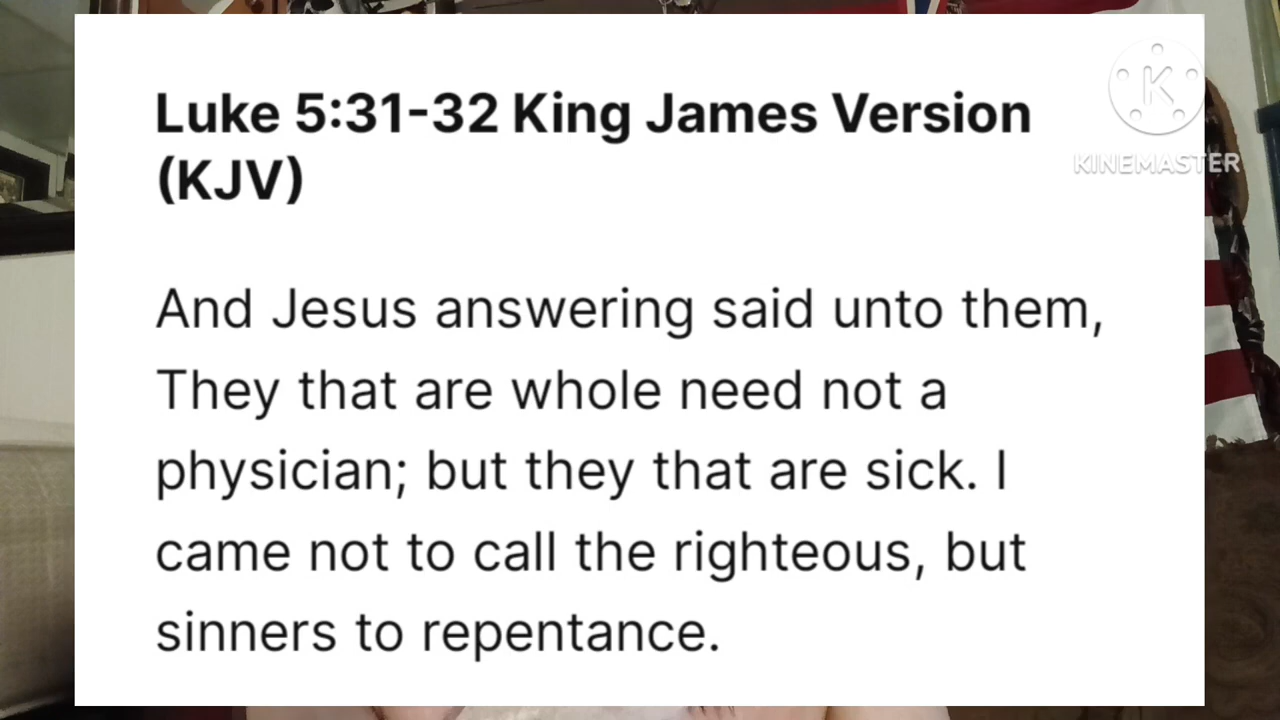 Luke 5:31-32 King James Version
(KJV)
And Jesus answering said unto them,
They that are whole need not a
physician; but they that are sick. I
came not to call the righteous, but
sinners to repentance.
K
KINEMASTER